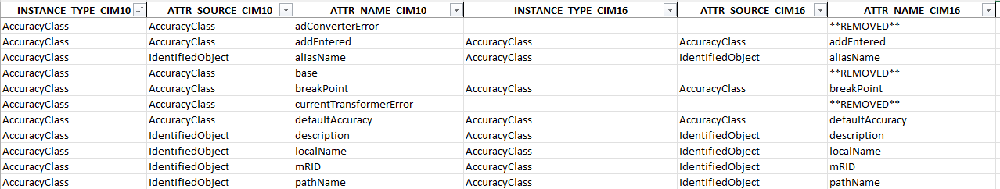 INSTANCE_TYPE_CIM10 ATTR_SOURCE_CIM10 ATTR_NAME_CIM10 INSTANCE_TYPE_CIM16 ATTR_SOURCE_CIM16 ATTR_NAME_CIM16
AccuracyClass AccuracyClass adConverterError **REMOVED**
AccuracyClass AccuracyClass addEntered AccuracyClass AccuracyClass addEntered
AccuracyClass IdentifiedObject aliasName AccuracyClass IdentifiedObject aliasName
AccuracyClass AccuracyClass base **REMOVED**
AccuracyClass AccuracyClass breakPoint AccuracyClass AccuracyClass breakPoint
AccuracyClass AccuracyClass currentTransformerError **REMOVED**
AccuracyClass AccuracyClass defaultAccuracy AccuracyClass AccuracyClass defaultAccuracy
AccuracyClass IdentifiedObject description AccuracyClass IdentifiedObject description
AccuracyClass IdentifiedObject localName AccuracyClass IdentifiedObject localName
AccuracyClass IdentifiedObject mRID AccuracyClass IdentifiedObject mRID
AccuracyClass IdentifiedObject pathName AccuracyClass IdentifiedObject pathName